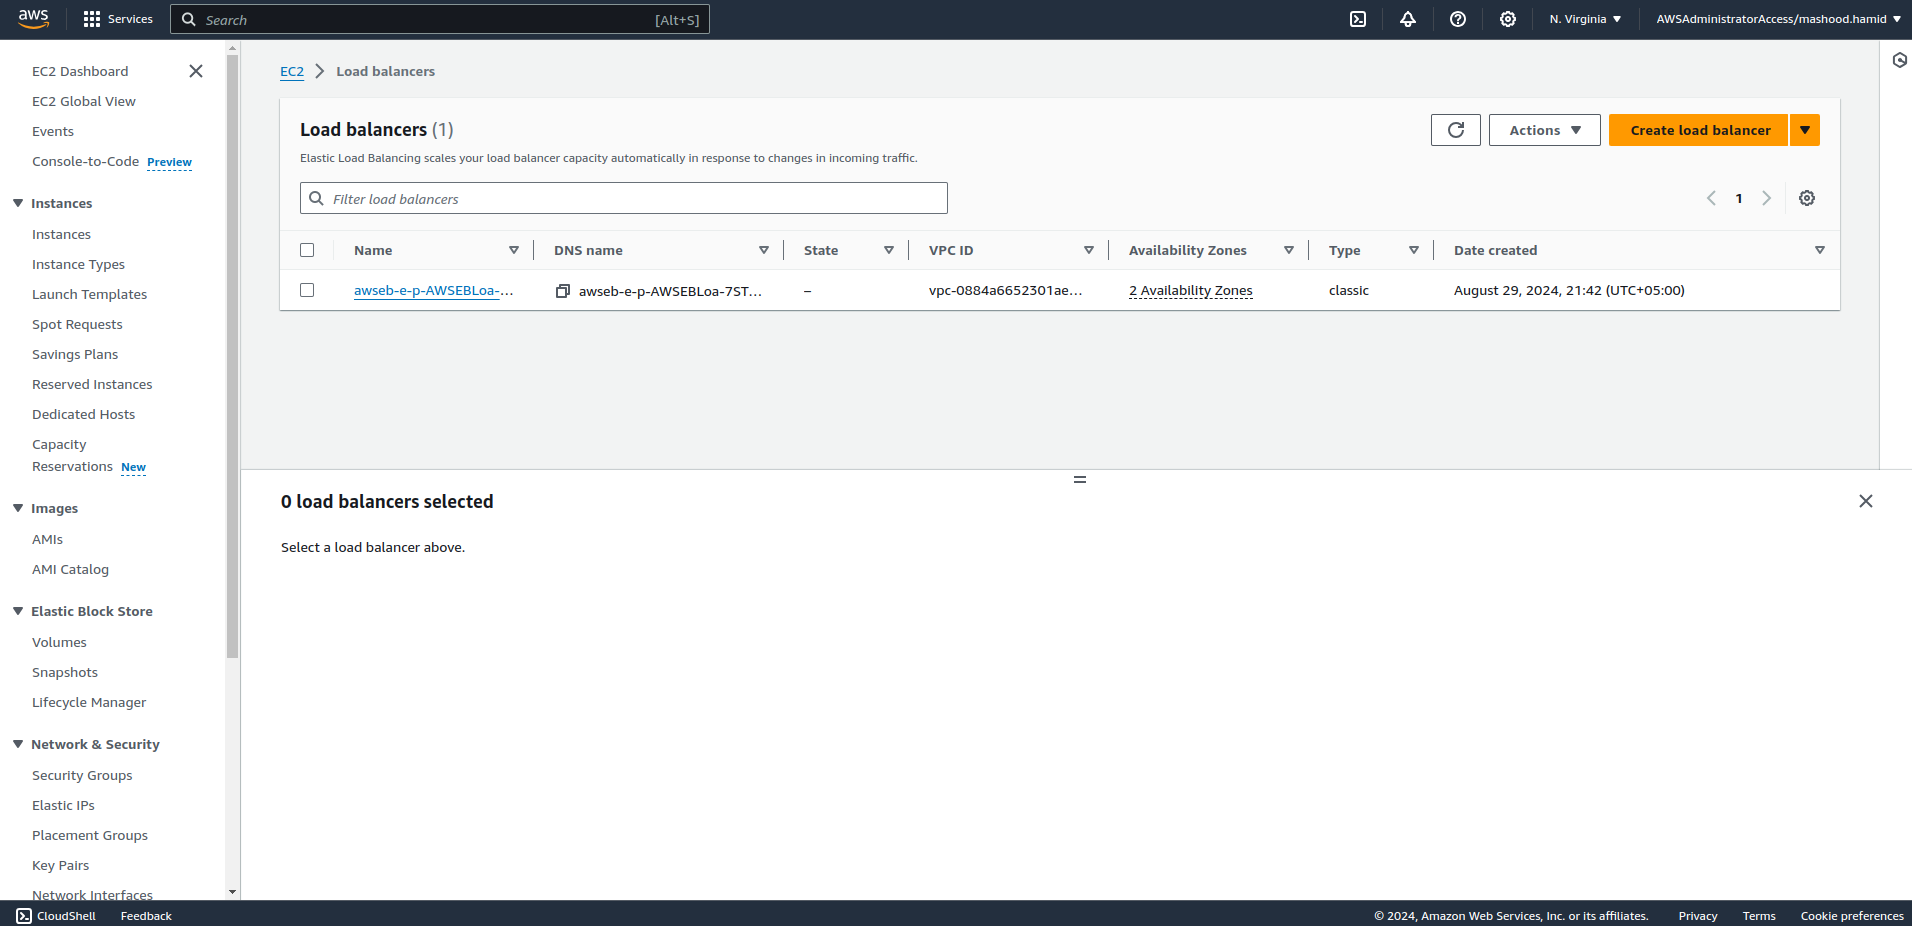 aws
Services
Search [Alt+S]
N. Virginia
AWSAdministratorAccess/mashood.hamid
EC2 Dashboard
EC2 Global View
Events
Console-to-Code Preview
Instances
Instances
Instance Types
Launch Templates
Spot Requests
Savings Plans
Reserved Instances
Dedicated Hosts
Capacity
Reservations New
Images
AMIs
AMI Catalog
Elastic Block Store
Volumes
Snapshots
Lifecycle Manager
Network & Security
Security Groups
Elastic IPs
Placement Groups
Key Pairs
Network Interfaces
EC2 Load balancers
Load balancers (1)
Elastic Load Balancing scales your load balancer capacity automatically in response to changes in incoming traffic.
Actions
Create load balancer
Filter load balancers
1
Name DNS name State VPC ID Availability Zones Type Date created
awseb-e-p-AWSEBLoa-... awseb-e-p-AWSEBLoa-7ST... – vpc-0884a6652301ae... 2 Availability Zones classic August 29, 2024, 21:42 (UTC+05:00)
0 load balancers selected
Select a load balancer above.
CloudShell Feedback
© 2024, Amazon Web Services, Inc. or its affiliates. Privacy Terms Cookie preferences